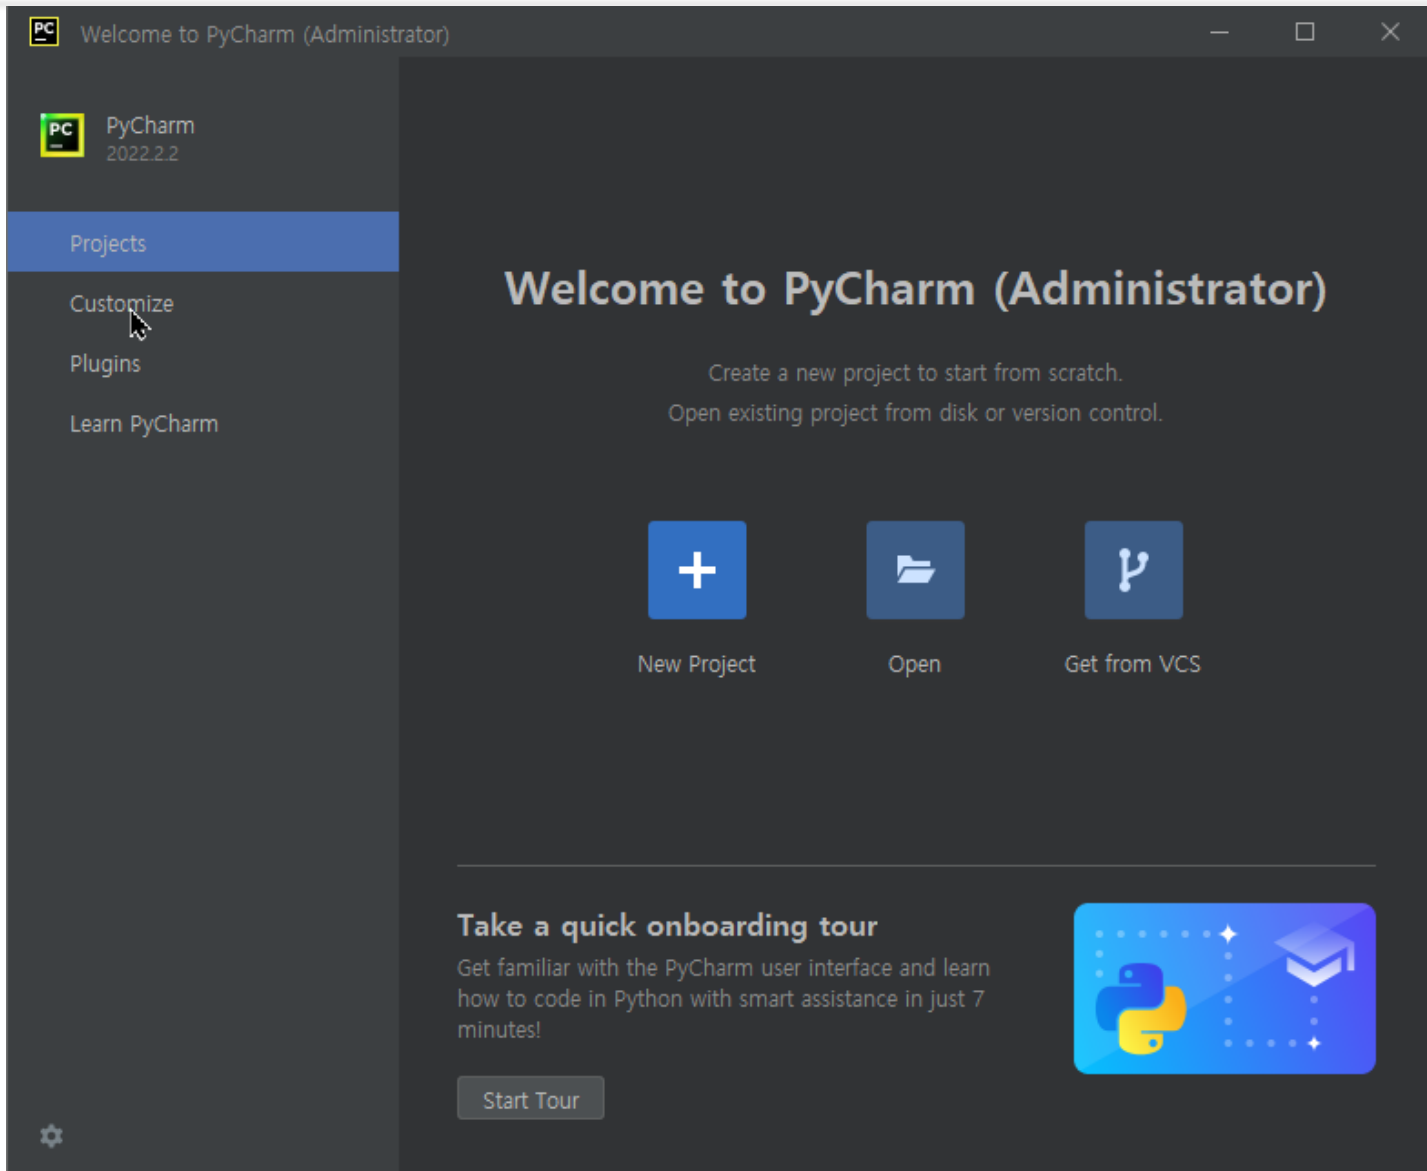 PC Welcome to PyCharm (Administrator)
PC PyCharm
2022.2.2
Projects
Customize
Plugins
Learn PyCharm
Welcome to PyCharm (Administrator)
Create a new project to start from scratch.
Open existing project from disk or version control.
New Project Open Get from VCS
Take a quick onboarding tour
Get familiar with the PyCharm user interface and learn
how to code in Python with smart assistance in just 7
minutes!
Start Tour